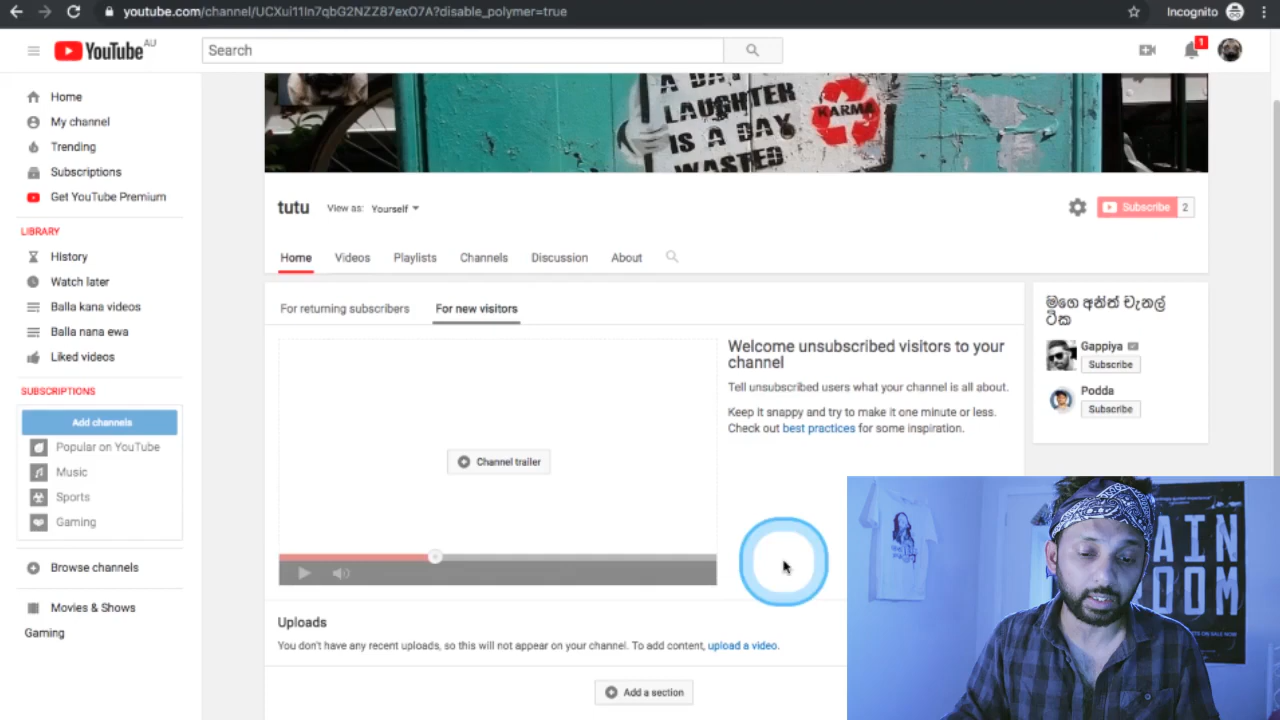 youtube.com/channel/UCXui11In7qbG2NZZ87exO7A?disable_polymer=true
Incognito
YouTube AU
Search
1
Home
My channel
Trending
Subscriptions
Get YouTube Premium
LIBRARY
History
Watch later
Balla kana videos
Balla nana ewa
Liked videos
SUBSCRIPTIONS
Add channels
Popular on YouTube
Music
Sports
Gaming
Browse channels
Movies & Shows
Gaming
A DAY
LAUGHTER
IS A DAY
WASTED
KARMA
tutu
View as: Yourself
Subscribe 2
Home Videos Playlists Channels Discussion About
For returning subscribers For new visitors
Channel trailer
Welcome unsubscribed visitors to your
channel
Tell unsubscribed users what your channel is all about.
Keep it snappy and try to make it one minute or less.
Check out best practices for some inspiration.
Uploads
You don't have any recent uploads, so this will not appear on your channel. To add content, upload a video.
Add a section
මගෙ අනිත් චැනල්
ටික
Gappiya
Subscribe
Podda
Subscribe
AIN
OOM